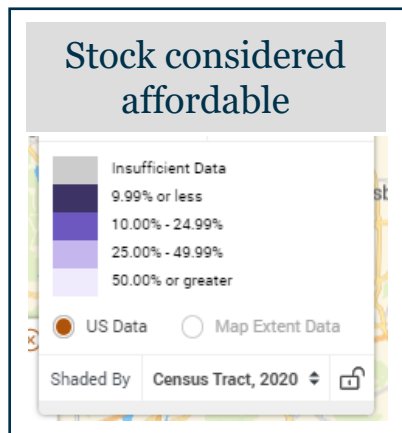 Stock considered
affordable
Insufficient Data
9.99% or less
10.00% - 24.99%
25.00% - 49.99%
50.00% or greater
US Data Map Extent Data
Shaded By Census Tract, 2020